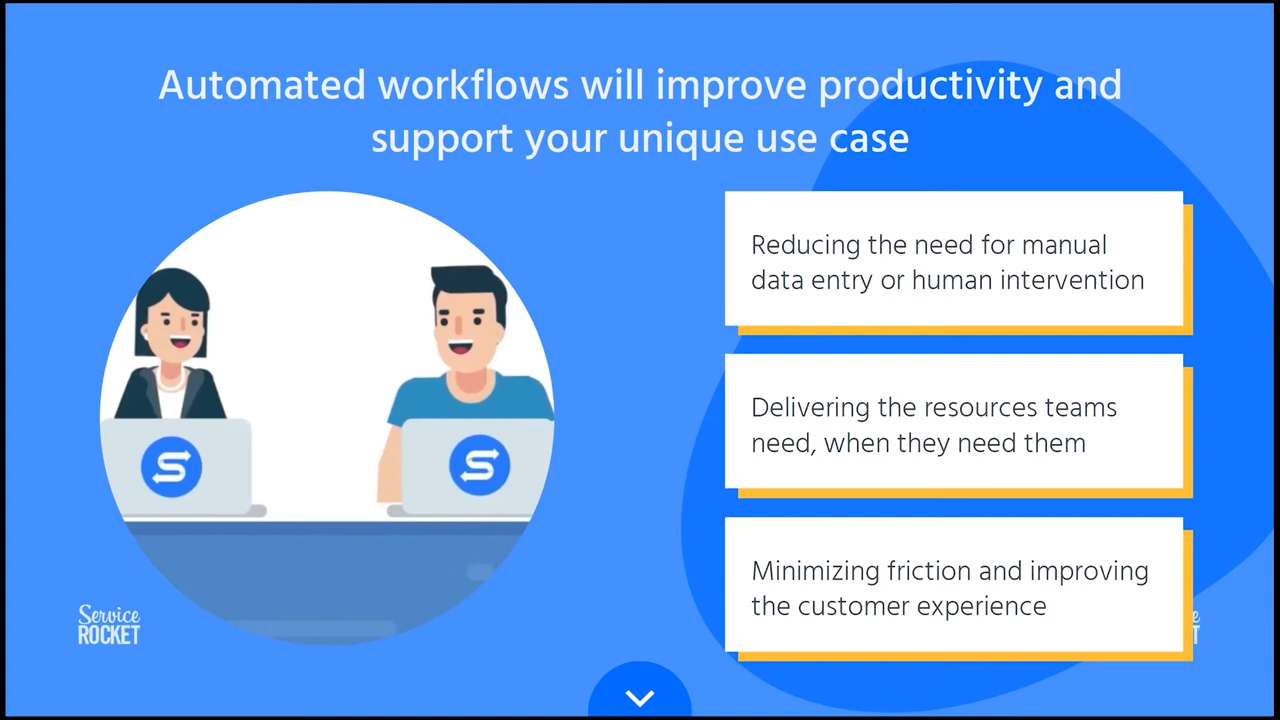 Automated workflows will improve productivity and
support your unique use case
Reducing the need for manual
data entry or human intervention
Delivering the resources teams
need, when they need them
Minimizing friction and improving
the customer experience
Service
ROCKET